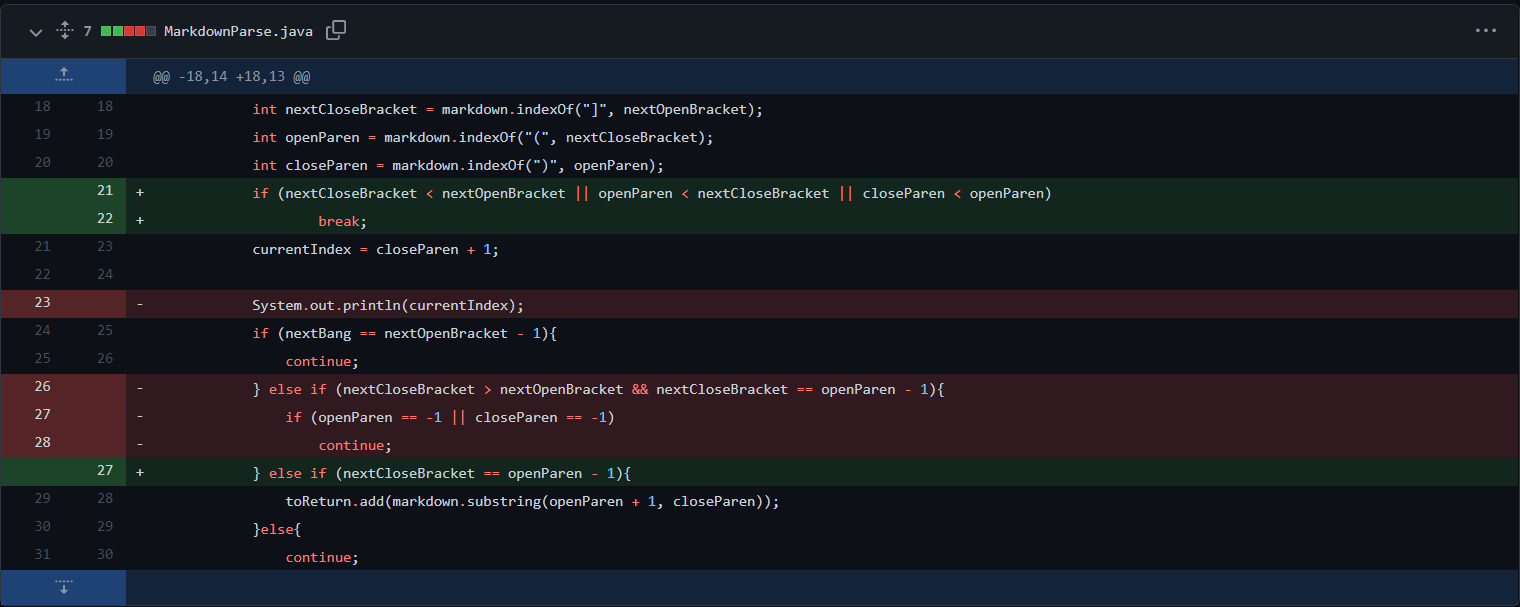 7 MarkdownParse.java
@@ -18,14 +18,13 @@
18 18 int nextCloseBracket = markdown.indexOf("]", nextOpenBracket);
19 19 int openParen = markdown.indexOf("(", nextCloseBracket);
20 20 int closeParen = markdown.indexOf(")", openParen);
21 + if (nextCloseBracket < nextOpenBracket || openParen < nextCloseBracket || closeParen < openParen)
22 + break;
21 23 currentIndex = closeParen + 1;
22 24
23 - System.out.println(currentIndex);
24 25 if (nextBang == nextOpenBracket - 1){
25 26 continue;
26 - } else if (nextCloseBracket > nextOpenBracket && nextCloseBracket == openParen - 1){
27 - if (openParen == -1 || closeParen == -1)
28 - continue;
27 + } else if (nextCloseBracket == openParen - 1){
29 28 toReturn.add(markdown.substring(openParen + 1, closeParen));
30 29 }else{
31 30 continue;